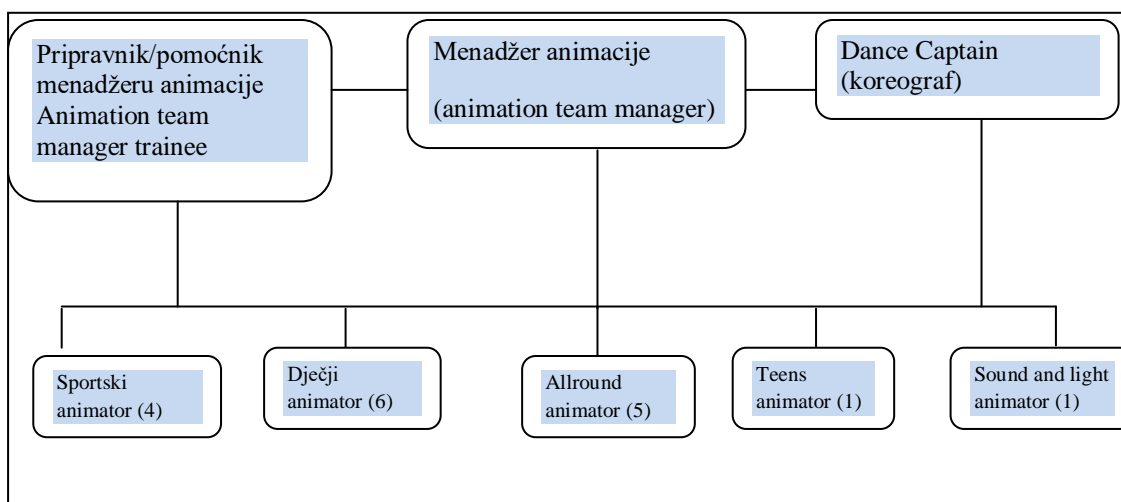 Pripravnik/pomoćnik
menadžeru animacije
Animation team
manager trainee
Menadžer animacije
(animation team manager)
Dance Captain
(koreograf)
Sportski
animator (4)
Dječji
animator (6)
Allround
animator (5)
Teens
animator (1)
Sound and light
animator (1)